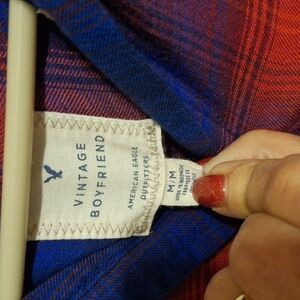 VINTAGE
BOYFRIEND
AMERICAN EAGLE
OUTFITTERS
M/M